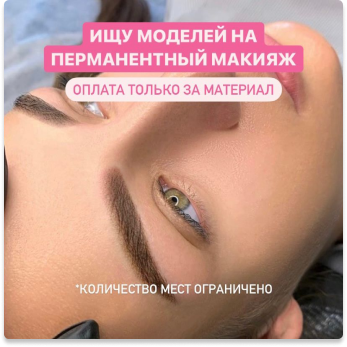 ИЩУ МОДЕЛЕЙ НА
ПЕРМАНЕНТНЫЙ МАКИЯЖ
ОПЛАТА ТОЛЬКО ЗА МАТЕРИАЛ
*КОЛИЧЕСТВО МЕСТ ОГРАНИЧЕНО